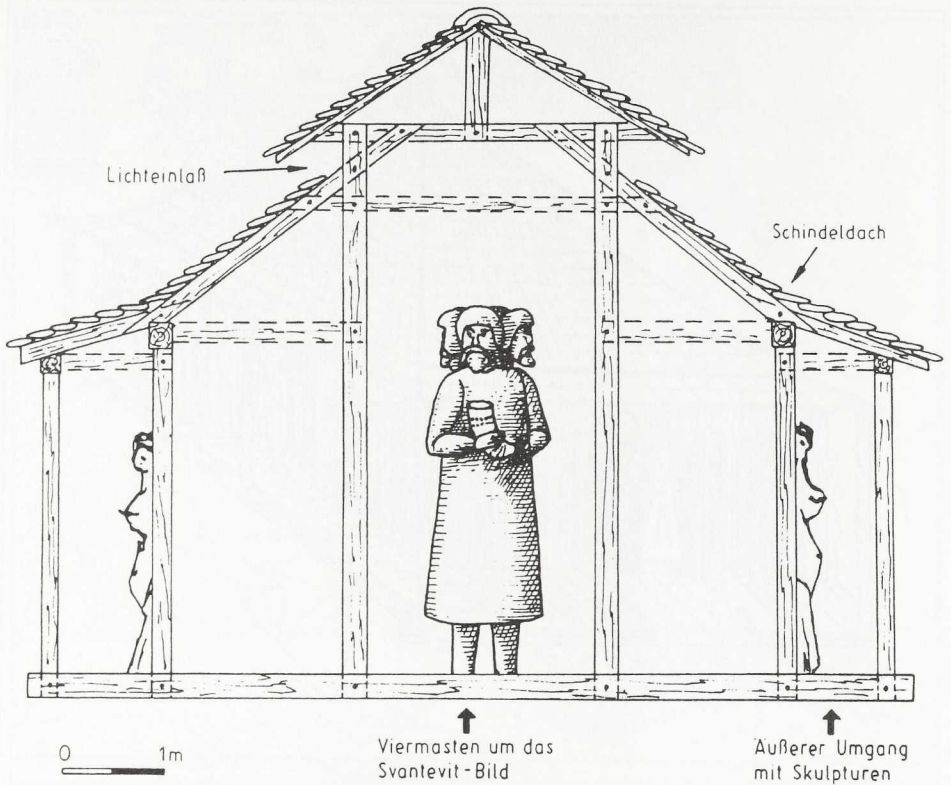 Lichteinlaß
Schindeldach
0 1m
Viermasten um das
Svantevit-Bild
Äußerer Umgang
mit Skulpturen